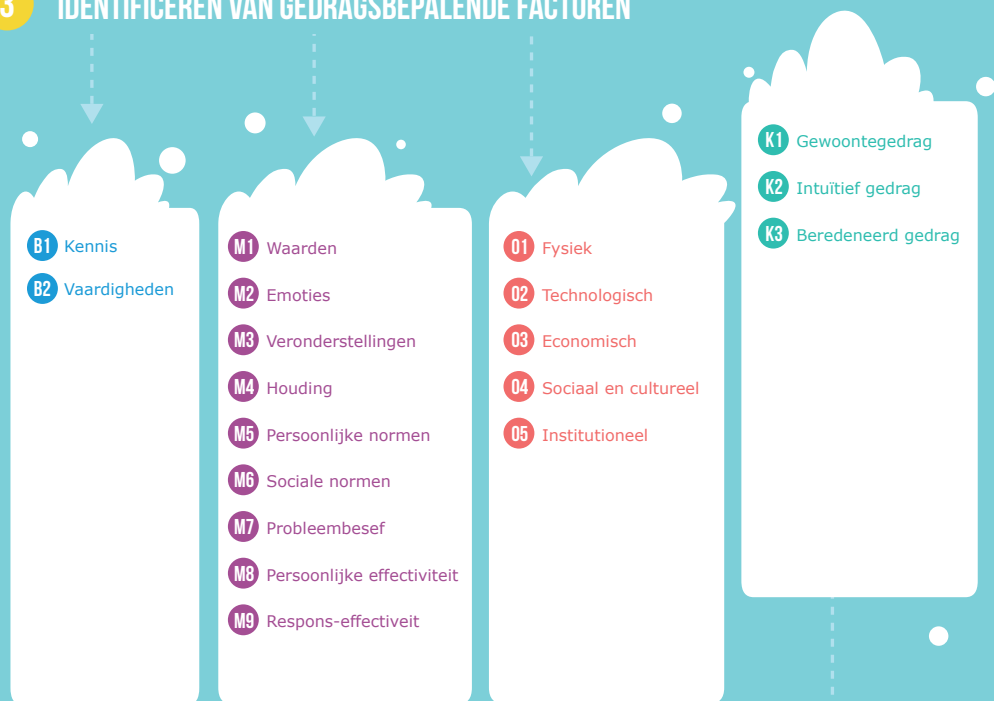 3 IDENTIFICEREN VAN GEDRAGSBEPALENDE FACTOREN
B1 Kennis
B2 Vaardigheden
M1 Waarden
M2 Emoties
M3 Veronderstellingen
M4 Houding
M5 Persoonlijke normen
M6 Sociale normen
M7 Probleembesef
M8 Persoonlijke effectiviteit
M9 Respons-effectiveit
O1 Fysiek
O2 Technologisch
O3 Economisch
O4 Sociaal en cultureel
O5 Institutioneel
K1 Gewoontegedrag
K2 Intuïtief gedrag
K3 Beredeneerd gedrag